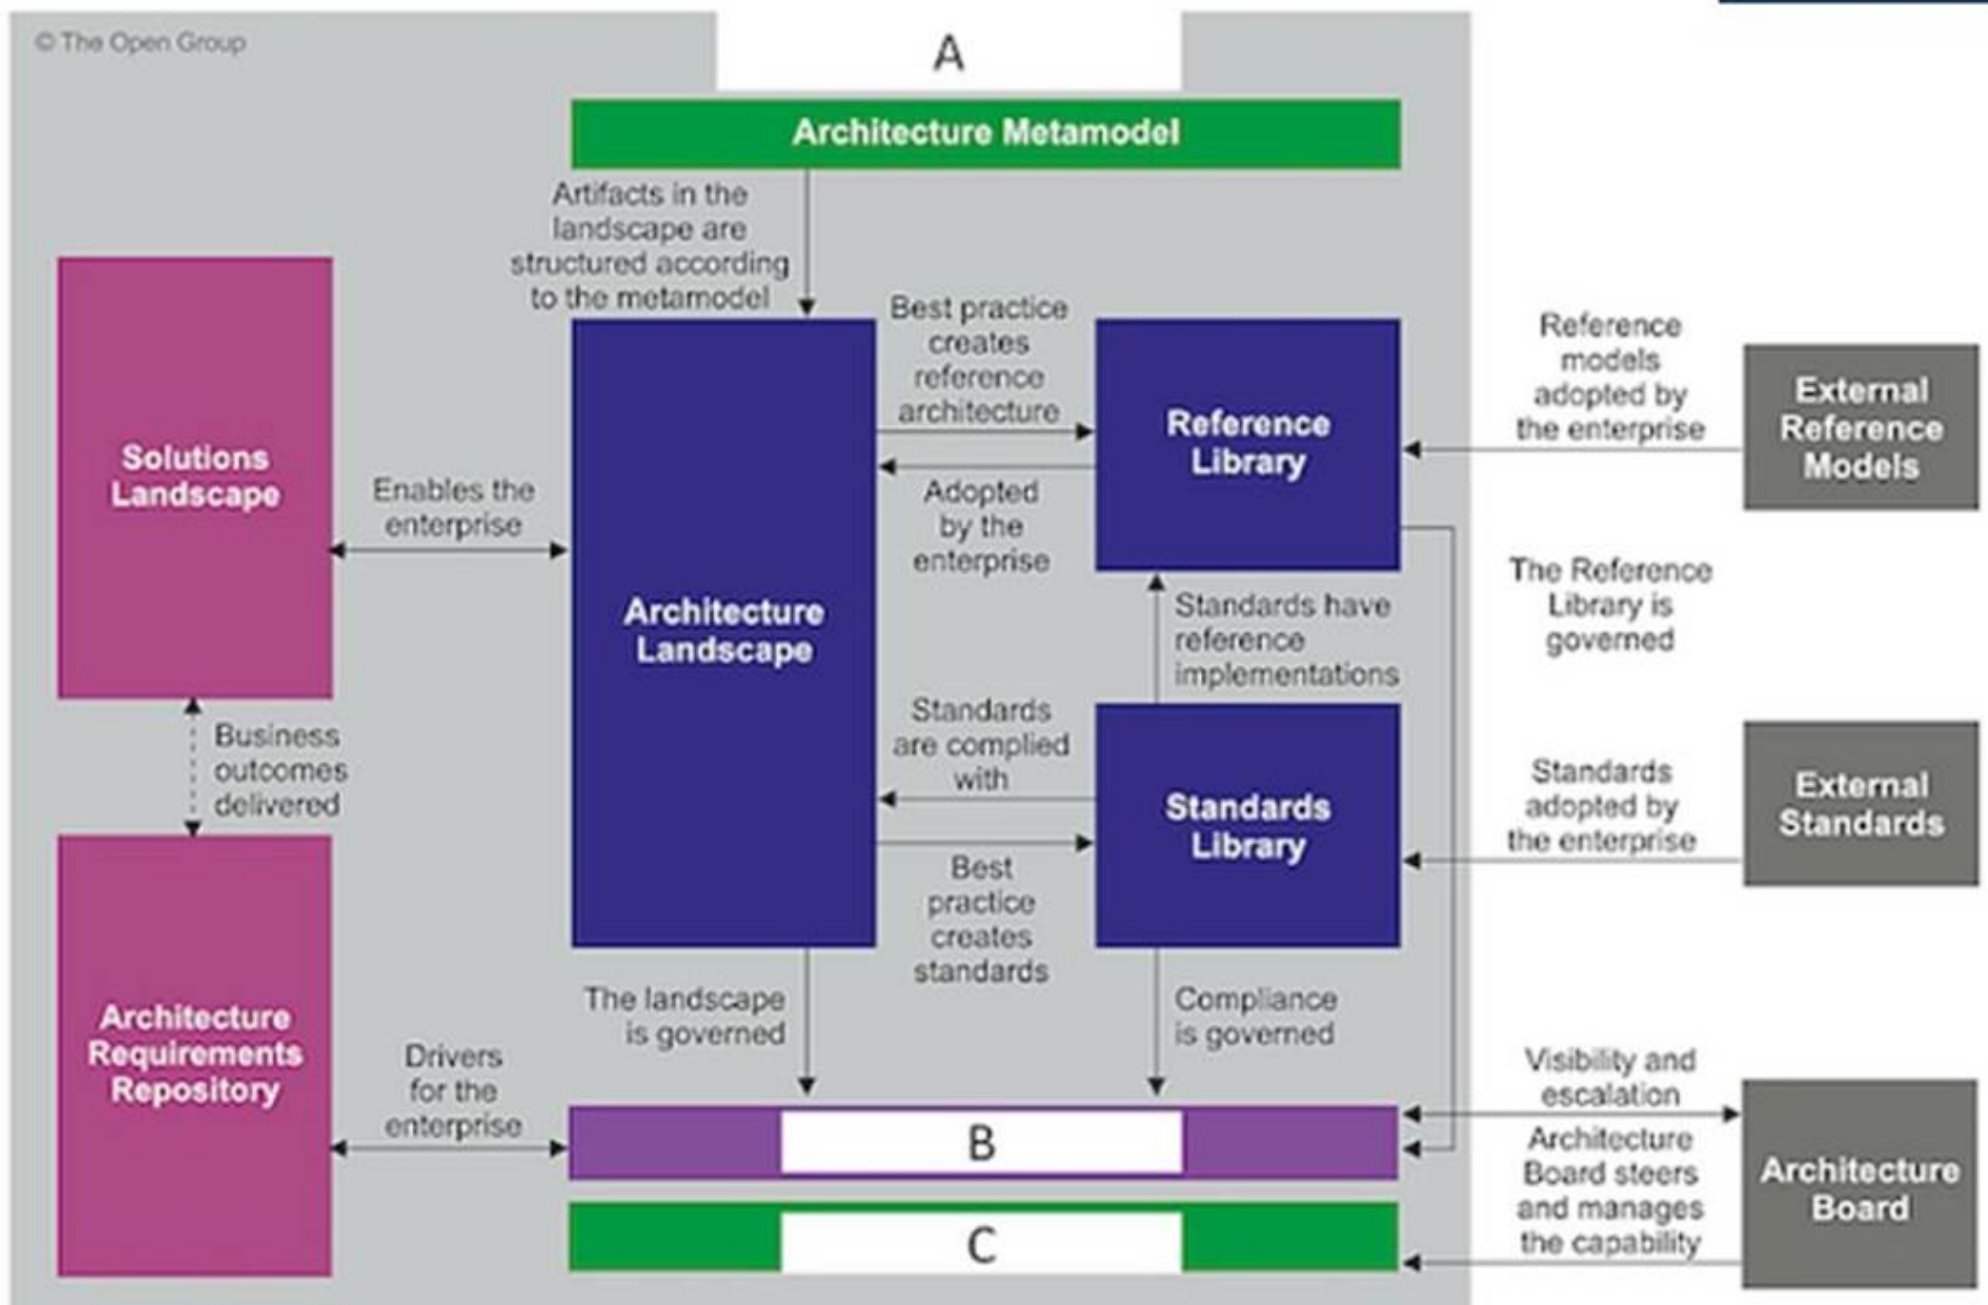 © The Open Group
A
Architecture Metamodel
Artifacts in the
landscape are
structured according
to the metamodel
Best practice
creates
reference
architecture
Reference
models
adopted by
the enterprise
External
Reference
Models
Solutions
Landscape
Enables the
enterprise
Reference
Library
Adopted
by the
enterprise
Architecture
Landscape
Standards have
reference
implementations
The Reference
Library is
governed
Business
outcomes
delivered
Standards
are complied
with
Standards
Library
Standards
adopted by
the enterprise
External
Standards
Best
practice
creates
standards
Architecture
Requirements
Repository
The landscape
is governed
Compliance
is governed
Drivers
for the
enterprise
Visibility and
escalation
B
Architecture
Board steers
and manages
the capability
Architecture
Board
C